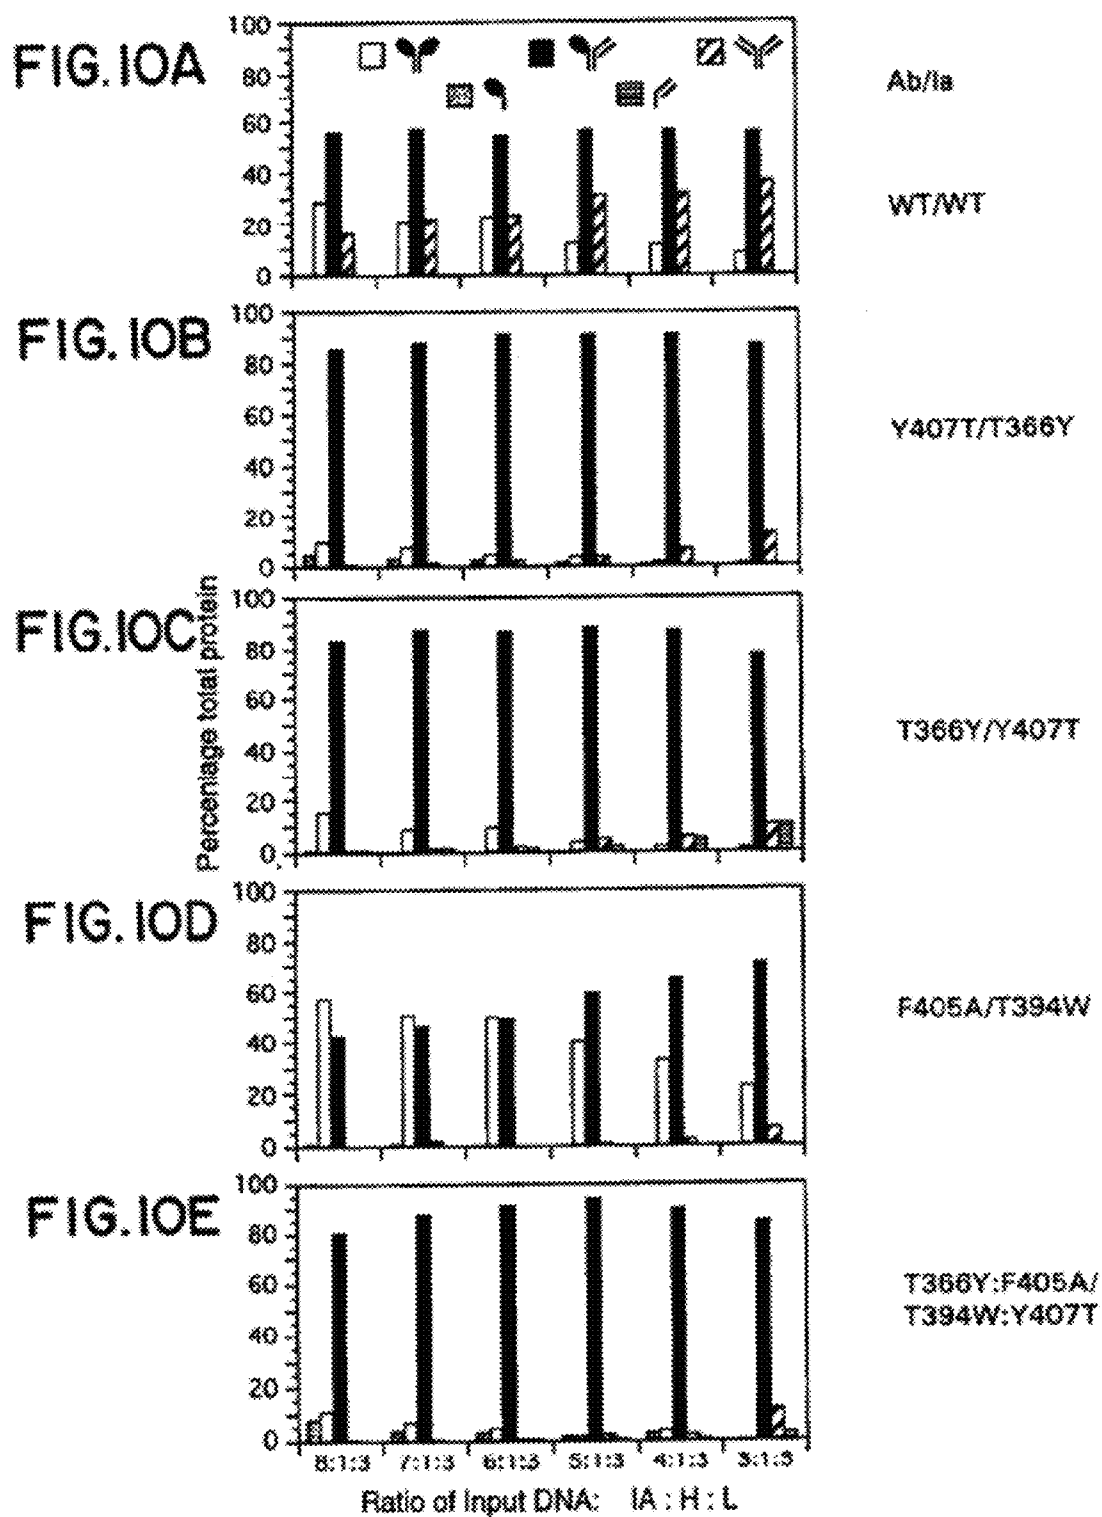 FIG. 10A
100
80
60
40
20
0
Ab/Ia
WT/WT
FIG. 10B
100
80
60
40
20
0
Y407T/T366Y
FIG. 10C
100
80
60
40
20
0
T366Y/Y407T
Percentage total protein
FIG. 10D
100
80
60
40
20
0
F405A/T394W
FIG. 10E
100
80
60
40
20
0
T366Y:F405A/
T394W:Y407T
8:1:3 7:1:3 6:1:3 5:1:3 4:1:3 3:1:3
Ratio of Input DNA: IA : H : L